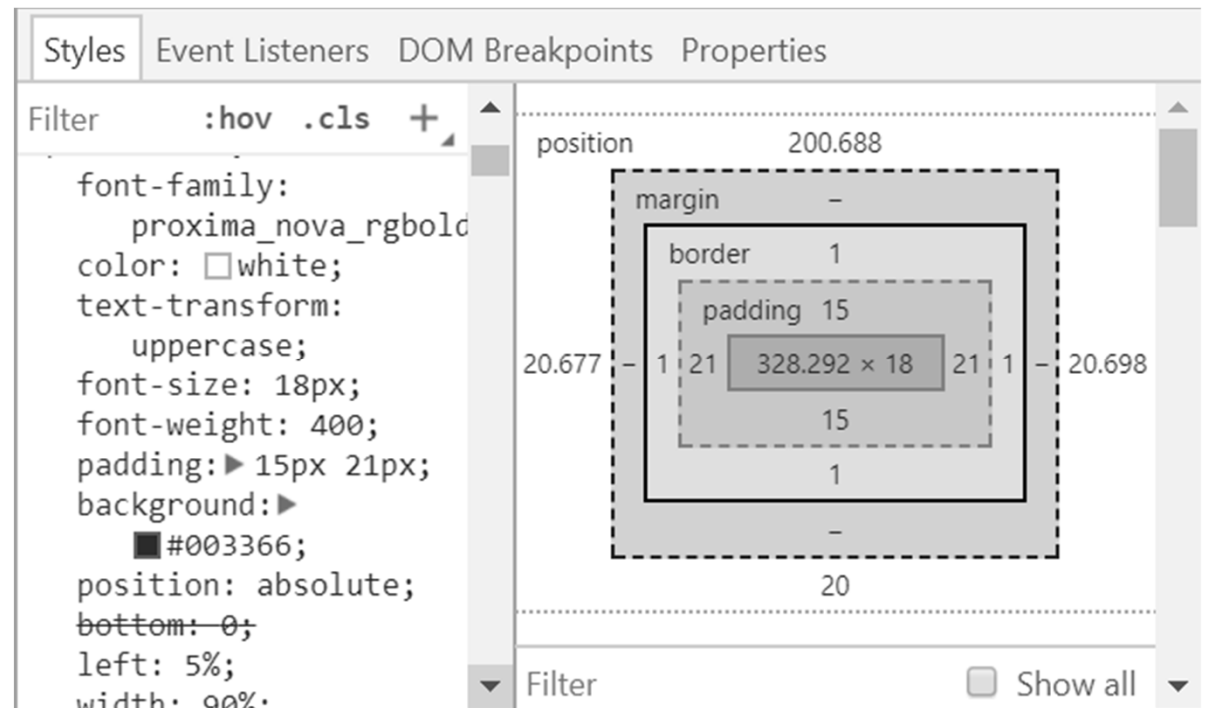 Styles Event Listeners DOM Breakpoints Properties
Filter :hov .cls +
font-family:
proxima_nova_rgbold
color: white;
text-transform:
uppercase;
font-size: 18px;
font-weight: 400;
padding: 15px 21px;
background:
#003366;
position: absolute;
bottom: 0;
left: 5%;
width: 90%;
position 200.688
margin –
border 1
padding 15
20.677 – 1 21 328.292 × 18 21 1 – 20.698
15
1
–
20
Filter Show all